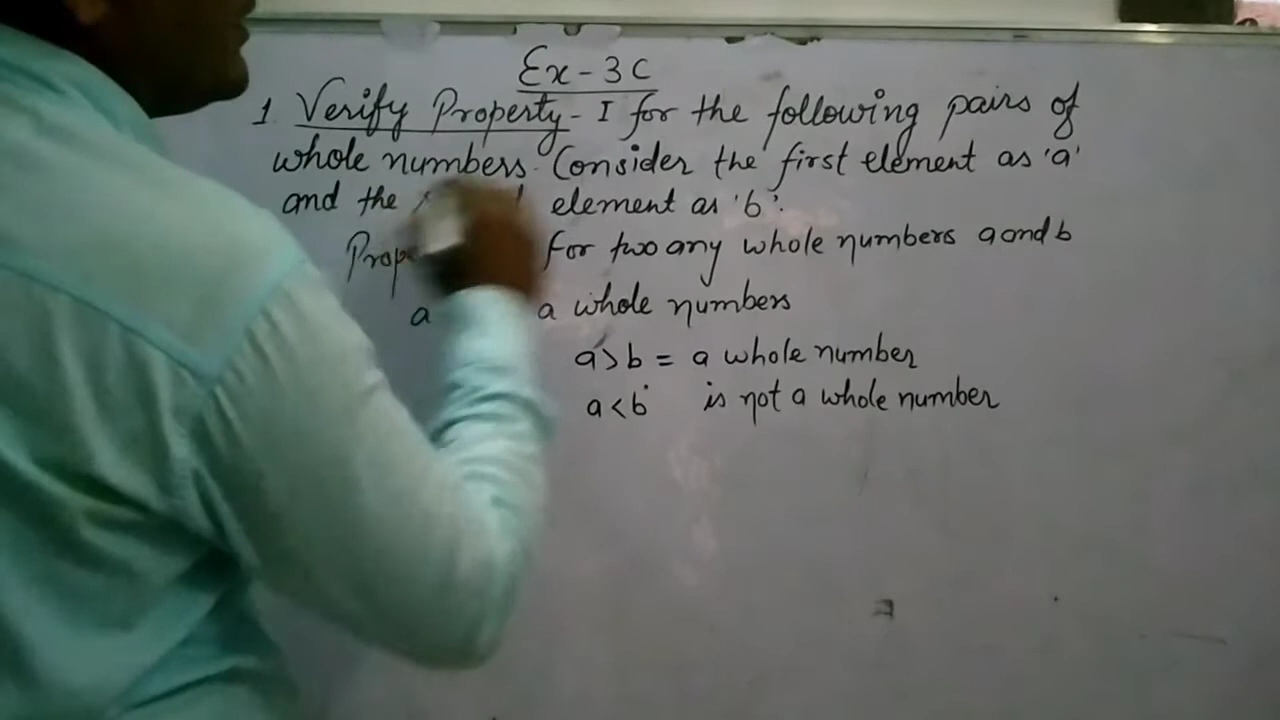 Ex-3C
1. Verify Property-I for the following pairs of
whole numbers. Consider the first element as 'a'
and the element as 'b'.
for two any whole numbers a and b
a a whole numbers
a>b = a whole number
a<b is not a whole number